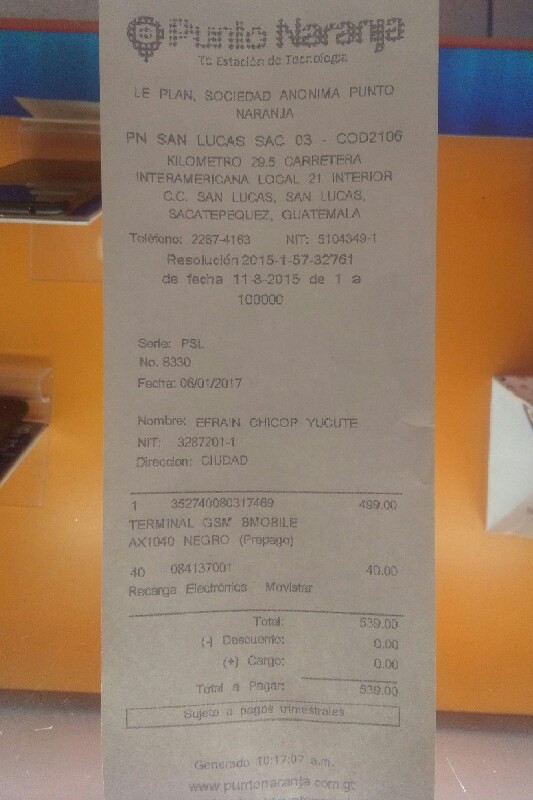 Punto Naranja
Tu Estación de Tecnología
LE PLAN, SOCIEDAD ANONIMA PUNTO
NARANJA
PN SAN LUCAS SAC 03 - COD2106
KILOMETRO 29.5 CARRETERA
INTERAMERICANA LOCAL 21 INTERIOR
C.C. SAN LUCAS, SAN LUCAS,
SACATEPEQUEZ, GUATEMALA
Teléfono: 2267-4163 NIT: 5104349-1
Resolución 2015-1-57-32761
de fecha 11-8-2015 de 1 a
100000
Serie: PSL
No. 8330
Fecha: 06/01/2017
Nombre: EFRAIN CHICOP YUCUTE
NIT: 3287201-1
Direccion: CIUDAD
1 352740080317469 499.00
TERMINAL GSM BMOBILE
AX1040 NEGRO (Prepago)
40 084137001 40.00
Recarga Electrónica Movistar
Total: 539.00
(-) Descuento: 0.00
(+) Cargo: 0.00
Total a Pagar: 539.00
Sujeto a pagos trimestrales
Generado 10:17:07 a.m.
www.puntonaranja.com.gt